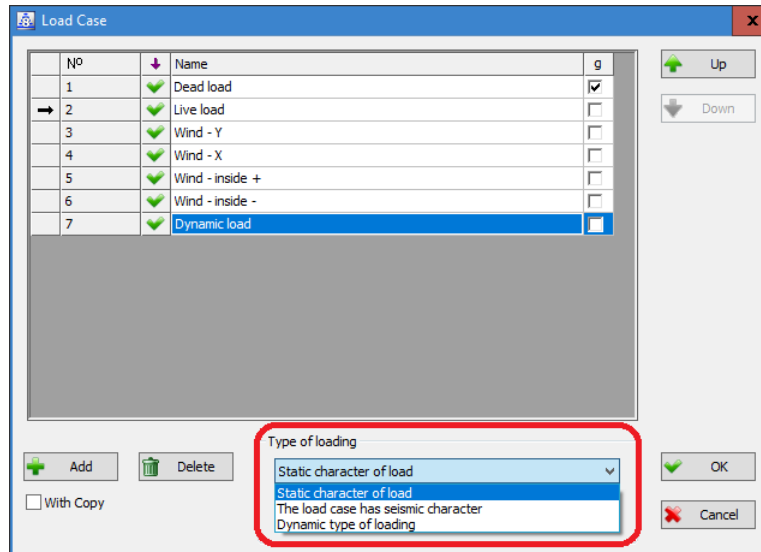 Load Case
Nº Name g
1 Dead load
2 Live load
3 Wind - Y
4 Wind - X
5 Wind - inside +
6 Wind - inside -
7 Dynamic load
Up
Down
Type of loading
Add Delete
With Copy
Static character of load
Static character of load
The load case has seismic character
Dynamic type of loading
OK
Cancel